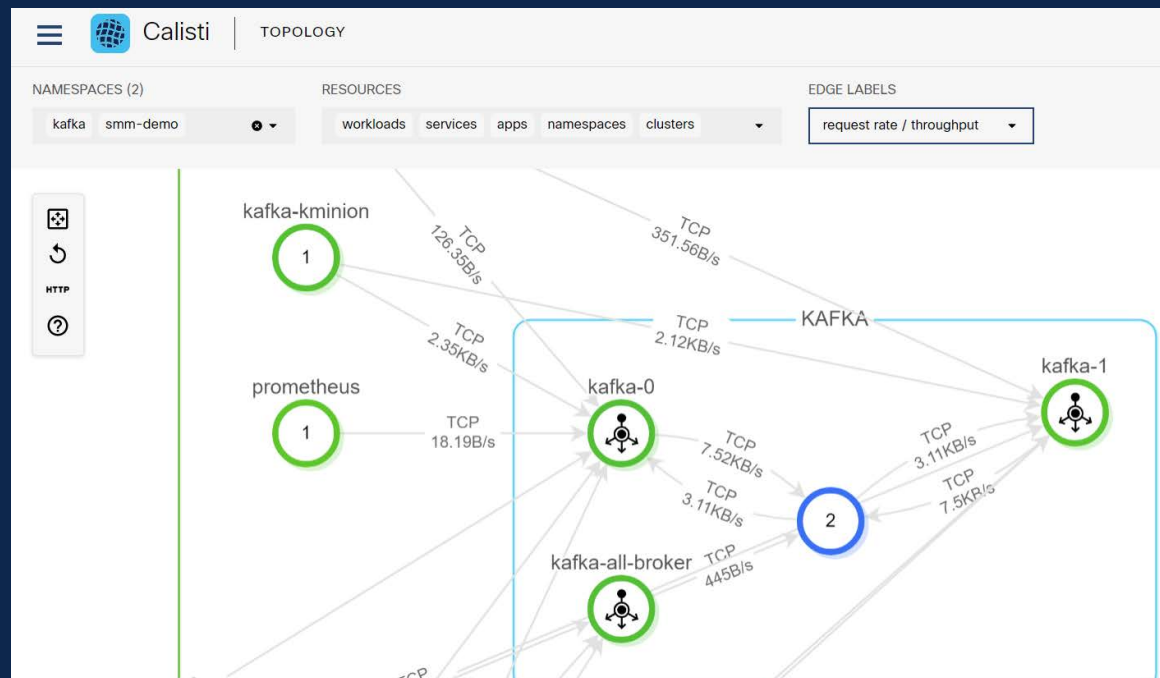 Calisti
TOPOLOGY
NAMESPACES (2)
RESOURCES
EDGE LABELS
kafka smm-demo
workloads services apps namespaces clusters
request rate / throughput
HTTP
kafka-kminion
1
TCP
126.35B/s
TCP
351.56B/s
TCP
2.35KB/s
TCP
2.12KB/s
KAFKA
prometheus
1
TCP
18.19B/s
kafka-0
kafka-1
TCP
7.52KB/s
TCP
3.11KB/s
TCP
3.11KB/s
TCP
7.5KB/s
2
kafka-all-broker
TCP
445B/s
TCP